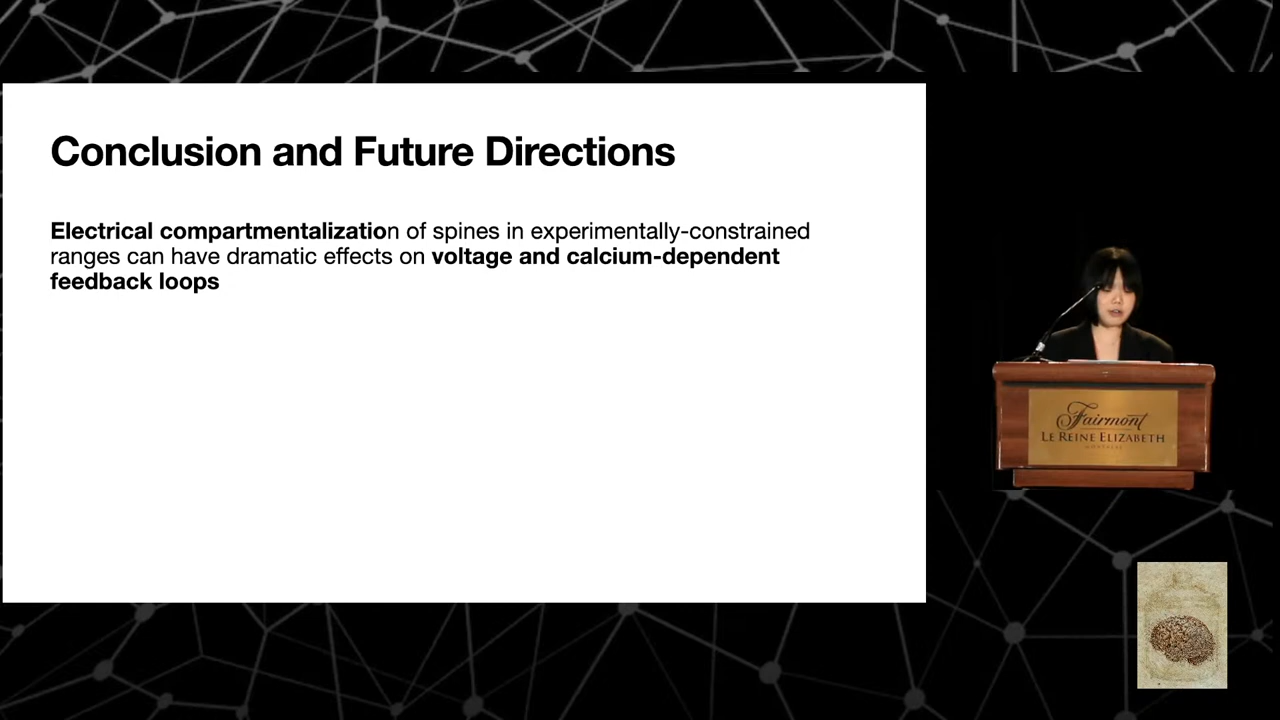 Conclusion and Future Directions
Electrical compartmentalization of spines in experimentally-constrained
ranges can have dramatic effects on voltage and calcium-dependent
feedback loops
Fairmont
LE REINE ELIZABETH